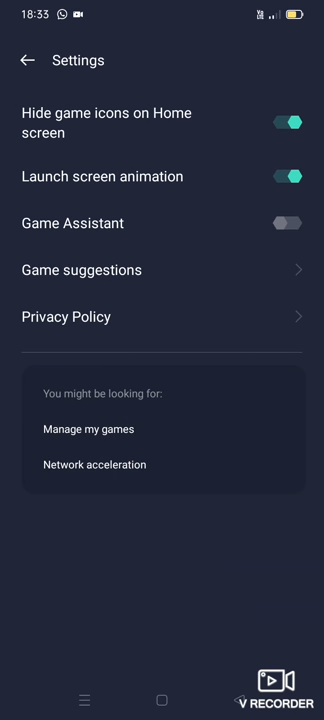 18:33
Settings
Hide game icons on Home
screen
Launch screen animation
Game Assistant
Game suggestions
Privacy Policy
You might be looking for:
Manage my games
Network acceleration
V RECORDER